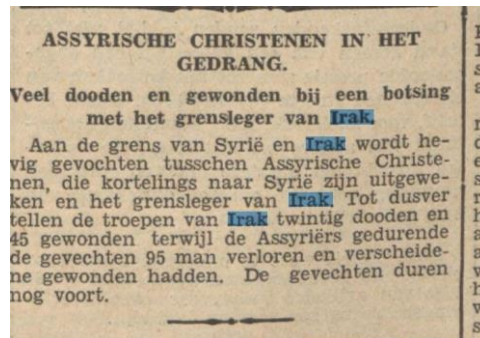 ASSYRISCHE CHRISTENEN IN HET
GEDRANG.
Veel dooden en gewonden bij een botsing
met het grensleger van Irak.
Aan de grens van Syrië en Irak wordt he-
vig gevochten tusschen Assyrische Christe-
nen, die kortelings naar Syrië zijn uitgewe-
ken en het grensleger van Irak. Tot dusver
tellen de troepen van Irak twintig dooden en
45 gewonden terwijl de Assyriërs gedurende
de gevechten 95 man verloren en verscheide-
ne gewonden hadden. De gevechten duren
nog voort.